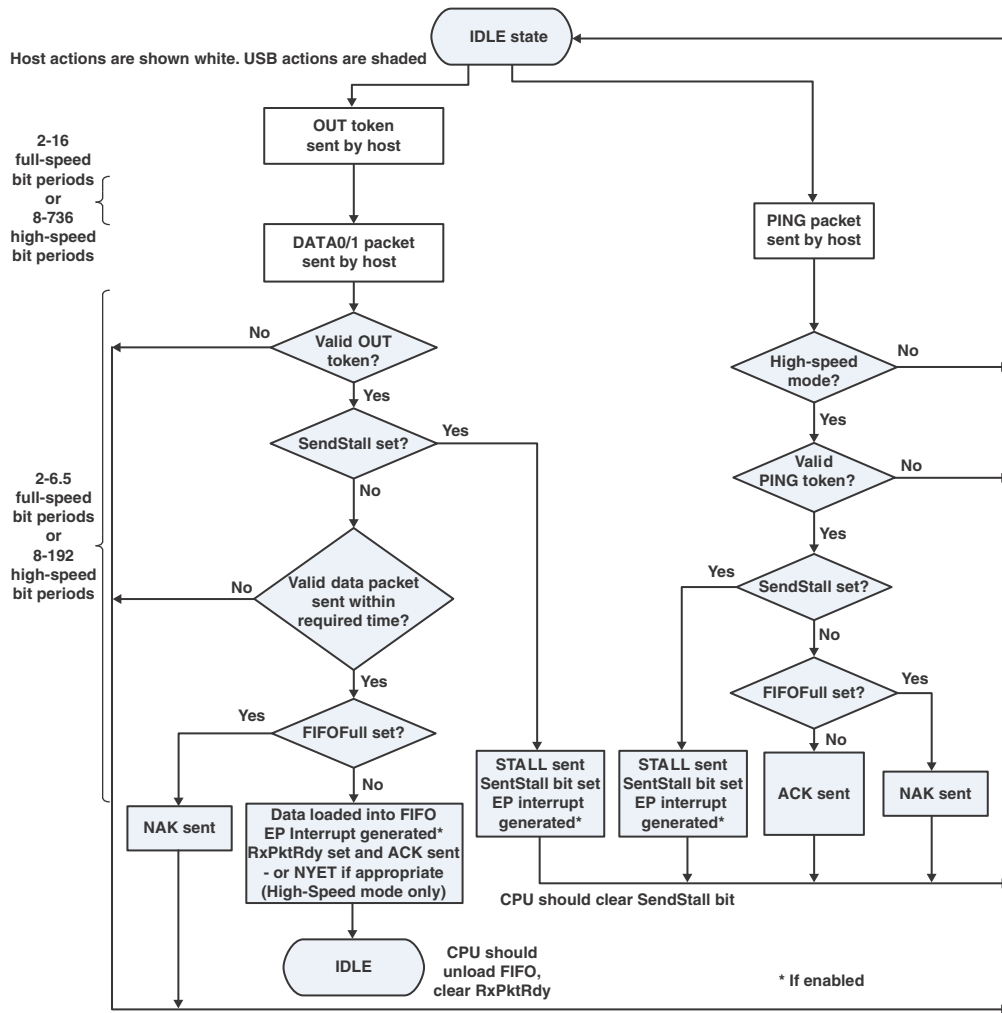 IDLE state
Host actions are shown white. USB actions are shaded
OUT token
sent by host
2-16
full-speed
bit periods
or
8-736
high-speed
bit periods
PING packet
sent by host
DATA0/1 packet
sent by host
No
Valid OUT
token?
Yes
High-speed
mode?
No
Yes
SendStall set?
Yes
No
Valid
PING token?
No
Yes
2-6.5
full-speed
bit periods
or
8-192
high-speed
bit periods
No
Valid data packet
sent within
required time?
Yes
Yes
SendStall set?
No
FIFOFull set?
Yes
No
Yes
FIFOFull set?
No
STALL sent
SentStall bit set
EP interrupt
generated*
STALL sent
SentStall bit set
EP interrupt
generated*
ACK sent
NAK sent
NAK sent
Data loaded into FIFO
EP Interrupt generated*
RxPktRdy set and ACK sent
- or NYET if appropriate
(High-Speed mode only)
CPU should clear SendStall bit
IDLE
CPU should
unload FIFO,
clear RxPktRdy
* If enabled